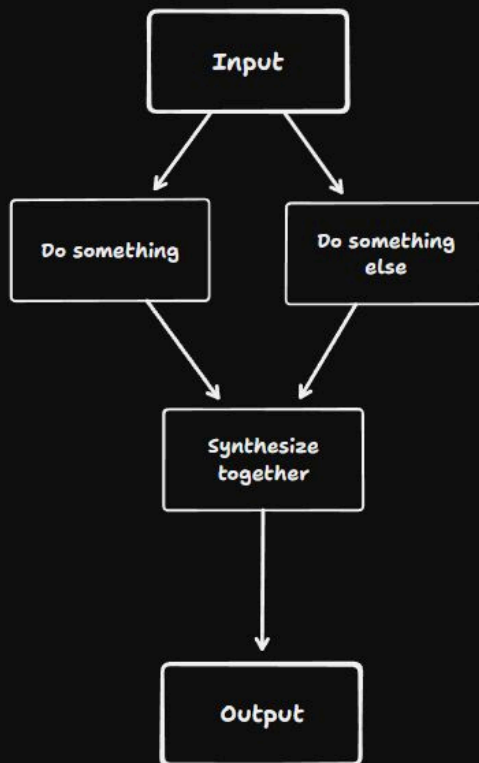 Input
Do something
Do something
else
Synthesize
together
Output